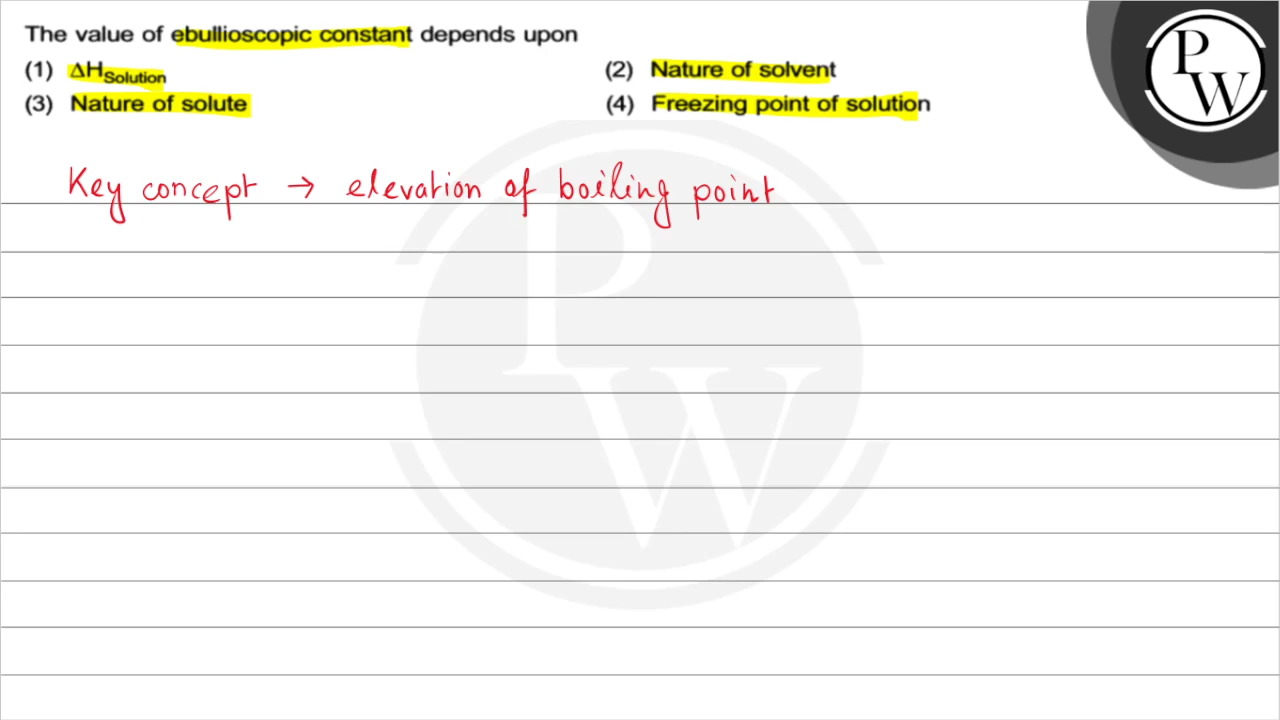 The value of ebullioscopic constant depends upon
(1) ΔH_Solution (2) Nature of solvent
(3) Nature of solute (4) Freezing point of solution
Key concept → elevation of boiling point
P
W
P
W